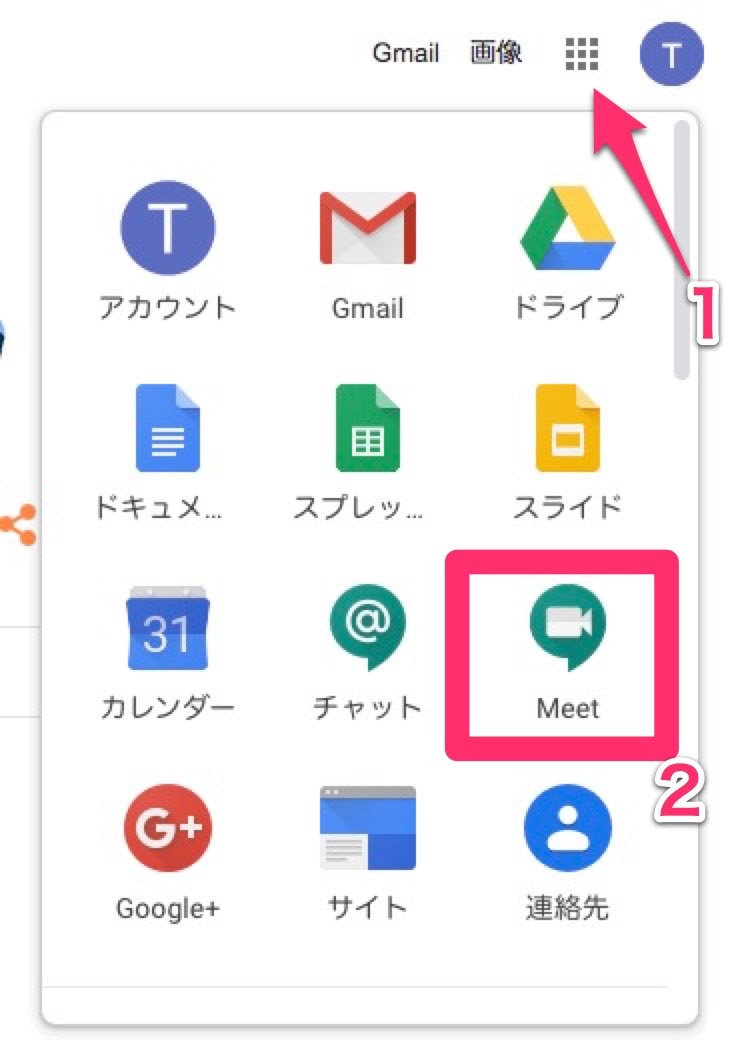 Gmail 画像 T
1
T
アカウント Gmail ドライブ
ドキュメ... スプレッ... スライド
31 @
カレンダー チャット Meet
2
G+
Google+ サイト 連絡先